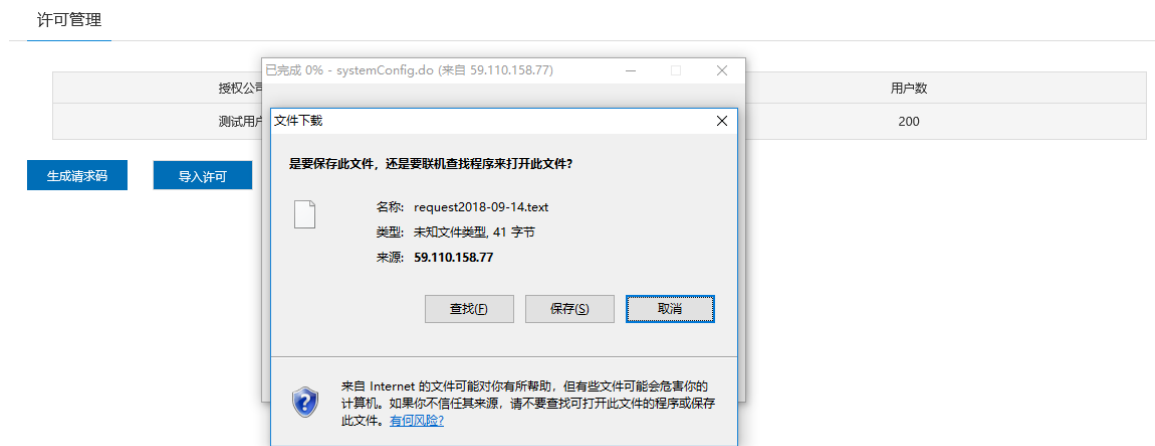 许可管理
已完成 0% - systemConfig.do (来自 59.110.158.77)
授权公司
用户数
测试用户
200
生成请求码
导入许可
文件下载
是要保存此文件，还是要联机查找程序来打开此文件?
名称: request2018-09-14.text
类型: 未知文件类型, 41 字节
来源: 59.110.158.77
查找(F)
保存(S)
取消
来自 Internet 的文件可能对你有所帮助，但有些文件可能会危害你的
计算机。如果你不信任其来源，请不要查找可打开此文件的程序或保存
此文件。有何风险?